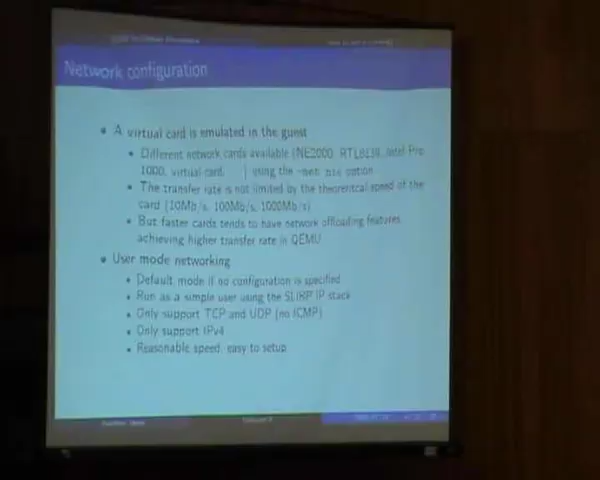 Network configuration
• A virtual card is emulated in the guest
• Different network cards available (NE2000, RTL8139, Intel Pro
1000, virtual card, ) using the -net nic option
• The transfer rate is not limited by the theoretical speed of the
card (10Mb/s, 100Mb/s, 1000Mb/s)
• But faster cards tends to have network offloading features,
achieving higher transfer rate in QEMU
• User mode networking
• Default mode if no configuration is specified
• Run as a simple user using the SLIRP IP stack
• Only support TCP and UDP (no ICMP)
• Only support IPv4
• Reasonable speed, easy to setup